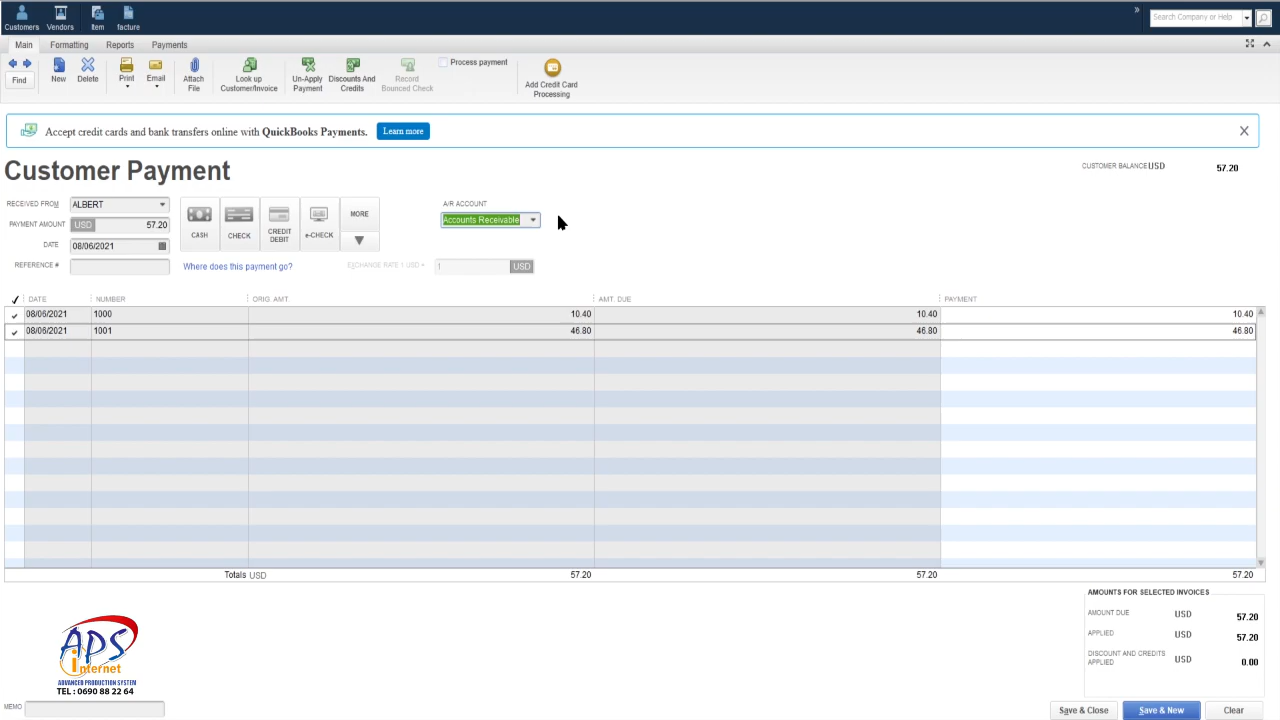 Customers Vendors Item facture
» Search Company or Help
Main Formatting Reports Payments
Find New Delete Print Email Attach File Look up Customer/Invoice Un-Apply Payment Discounts And Credits Record Bounced Check Process payment Add Credit Card Processing
Accept credit cards and bank transfers online with QuickBooks Payments. Learn more
Customer Payment
CUSTOMER BALANCE USD 57.20
RECEIVED FROM ALBERT
PAYMENT AMOUNT USD 57.20
DATE 08/06/2021
REFERENCE #
CASH CHECK CREDIT DEBIT e-CHECK MORE
Where does this payment go?
A/R ACCOUNT
Accounts Receivable
EXCHANGE RATE 1 USD = 1 USD
DATE NUMBER ORIG. AMT. AMT. DUE PAYMENT
08/06/2021 1000 10.40 10.40 10.40
08/06/2021 1001 46.80 46.80 46.80
Totals USD 57.20 57.20 57.20
AMOUNTS FOR SELECTED INVOICES
AMOUNT DUE USD 57.20
APPLIED USD 57.20
DISCOUNT AND CREDITS APPLIED USD 0.00
APS
internet
ADVANCED PRODUCTION SYSTEM
TEL : 0690 88 22 64
MEMO
Save & Close Save & New Clear